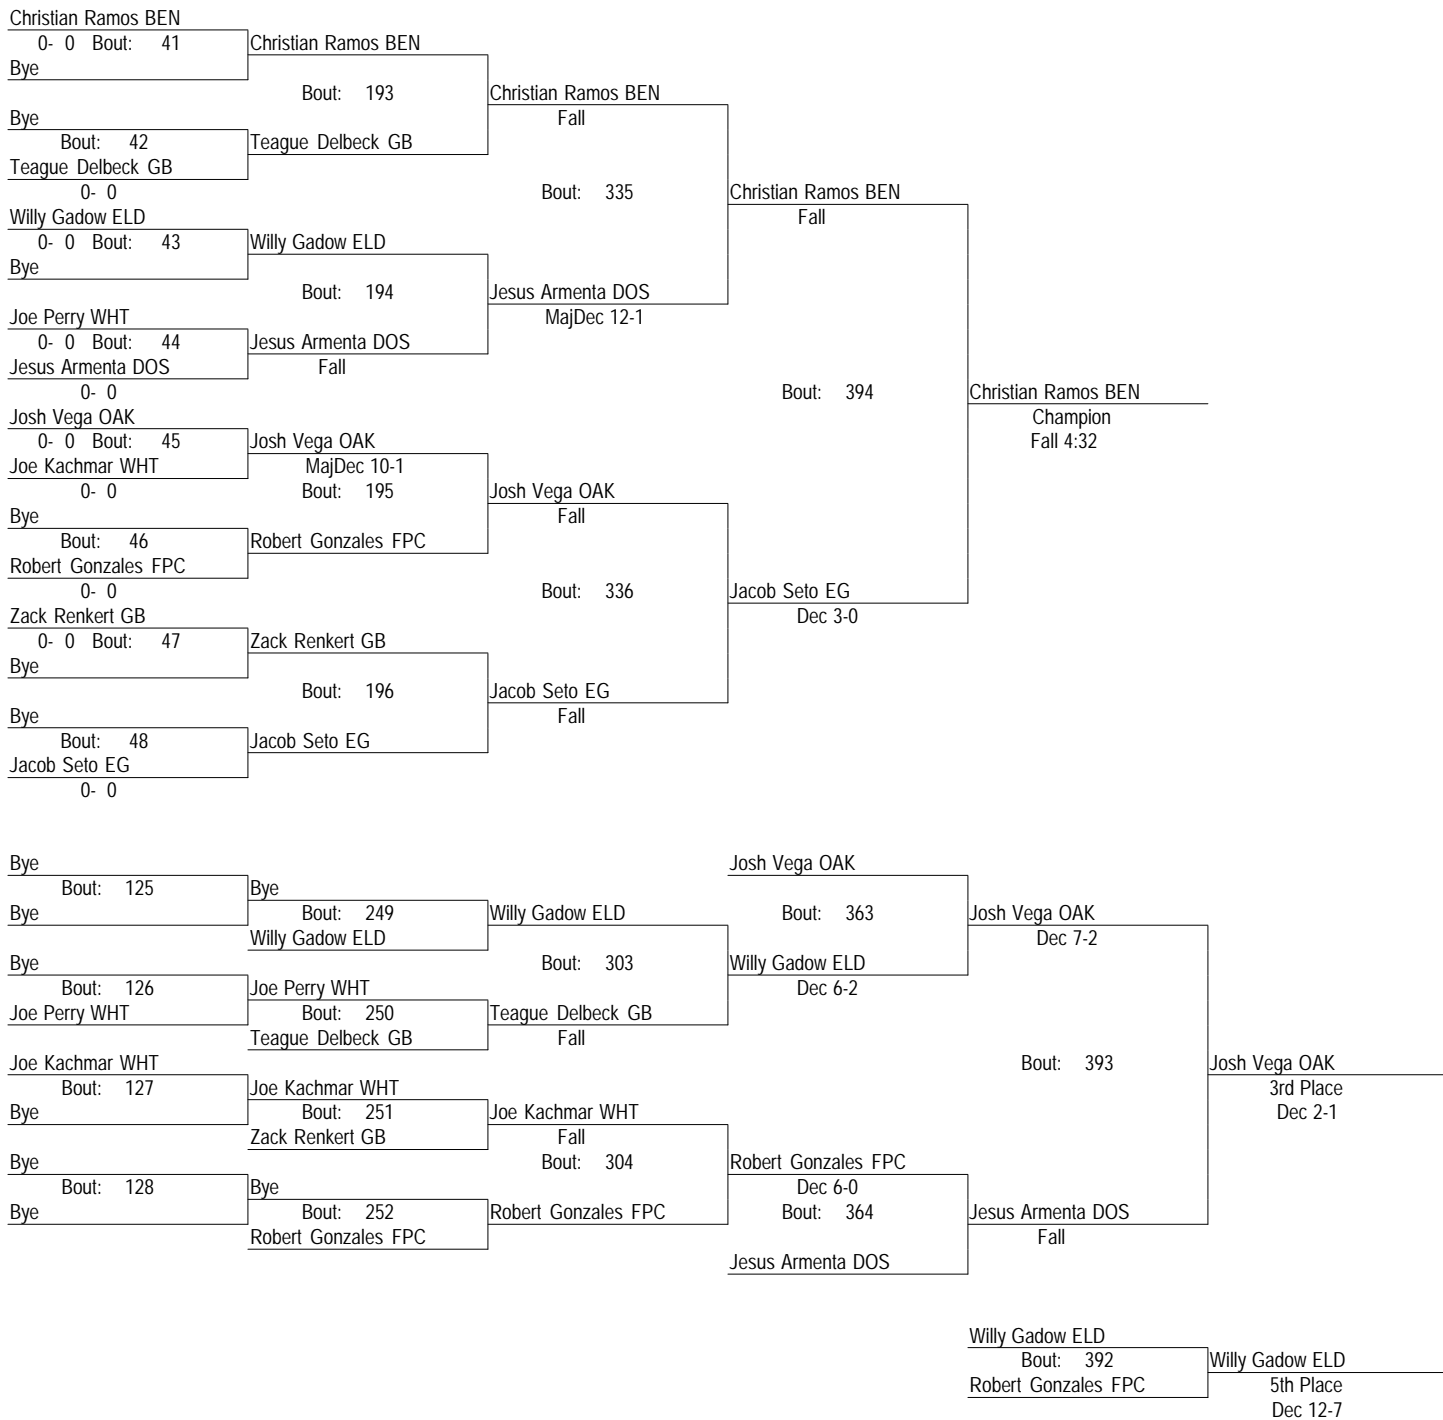 Christian Ramos BEN
0- 0 Bout: 41
Bye
Christian Ramos BEN
Bout: 193
Bye
Bout: 42
Teague Delbeck GB
0- 0
Teague Delbeck GB
Christian Ramos BEN
Fall
Bout: 335
Willy Gadow ELD
0- 0 Bout: 43
Bye
Willy Gadow ELD
Bout: 194
Joe Perry WHT
0- 0 Bout: 44
Jesus Armenta DOS
0- 0
Jesus Armenta DOS
Fall
Jesus Armenta DOS
MajDec 12-1
Christian Ramos BEN
Fall
Bout: 394
Josh Vega OAK
0- 0 Bout: 45
Joe Kachmar WHT
0- 0
Josh Vega OAK
MajDec 10-1
Bout: 195
Bye
Bout: 46
Robert Gonzales FPC
0- 0
Robert Gonzales FPC
Josh Vega OAK
Fall
Bout: 336
Zack Renkert GB
0- 0 Bout: 47
Bye
Zack Renkert GB
Bout: 196
Bye
Bout: 48
Jacob Seto EG
0- 0
Jacob Seto EG
Jacob Seto EG
Fall
Jacob Seto EG
Dec 3-0
Christian Ramos BEN
Champion
Fall 4:32
Bye
Bout: 125
Bye
Bye
Bout: 249
Willy Gadow ELD
Willy Gadow ELD
Bout: 303
Bye
Bout: 126
Joe Perry WHT
Joe Perry WHT
Bout: 250
Teague Delbeck GB
Teague Delbeck GB
Fall
Josh Vega OAK
Bout: 363
Willy Gadow ELD
Dec 6-2
Josh Vega OAK
Dec 7-2
Bout: 393
Joe Kachmar WHT
Bout: 127
Bye
Joe Kachmar WHT
Bout: 251
Zack Renkert GB
Joe Kachmar WHT
Fall
Bout: 304
Bye
Bout: 128
Bye
Bye
Bout: 252
Robert Gonzales FPC
Robert Gonzales FPC
Robert Gonzales FPC
Dec 6-0
Bout: 364
Jesus Armenta DOS
Jesus Armenta DOS
Fall
Josh Vega OAK
3rd Place
Dec 2-1
Willy Gadow ELD
Bout: 392
Robert Gonzales FPC
Willy Gadow ELD
5th Place
Dec 12-7